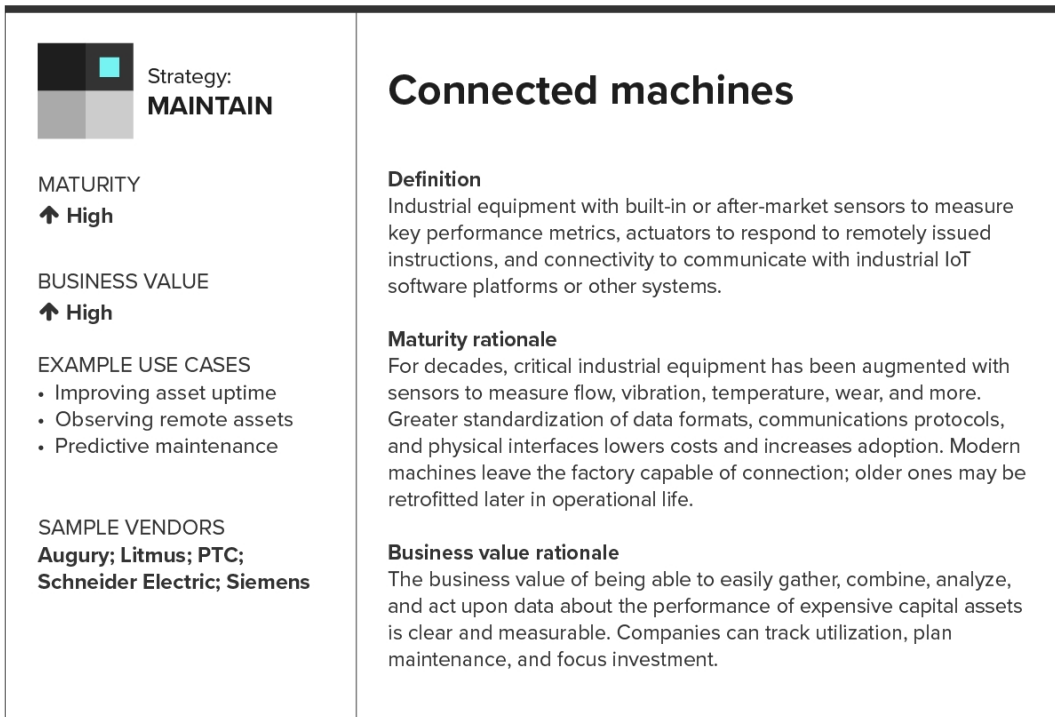 Strategy:
MAINTAIN
MATURITY
↑ High
BUSINESS VALUE
↑ High
EXAMPLE USE CASES
• Improving asset uptime
• Observing remote assets
• Predictive maintenance
SAMPLE VENDORS
Augury; Litmus; PTC;
Schneider Electric; Siemens
Connected machines
Definition
Industrial equipment with built-in or after-market sensors to measure
key performance metrics, actuators to respond to remotely issued
instructions, and connectivity to communicate with industrial IoT
software platforms or other systems.
Maturity rationale
For decades, critical industrial equipment has been augmented with
sensors to measure flow, vibration, temperature, wear, and more.
Greater standardization of data formats, communications protocols,
and physical interfaces lowers costs and increases adoption. Modern
machines leave the factory capable of connection; older ones may be
retrofitted later in operational life.
Business value rationale
The business value of being able to easily gather, combine, analyze,
and act upon data about the performance of expensive capital assets
is clear and measurable. Companies can track utilization, plan
maintenance, and focus investment.